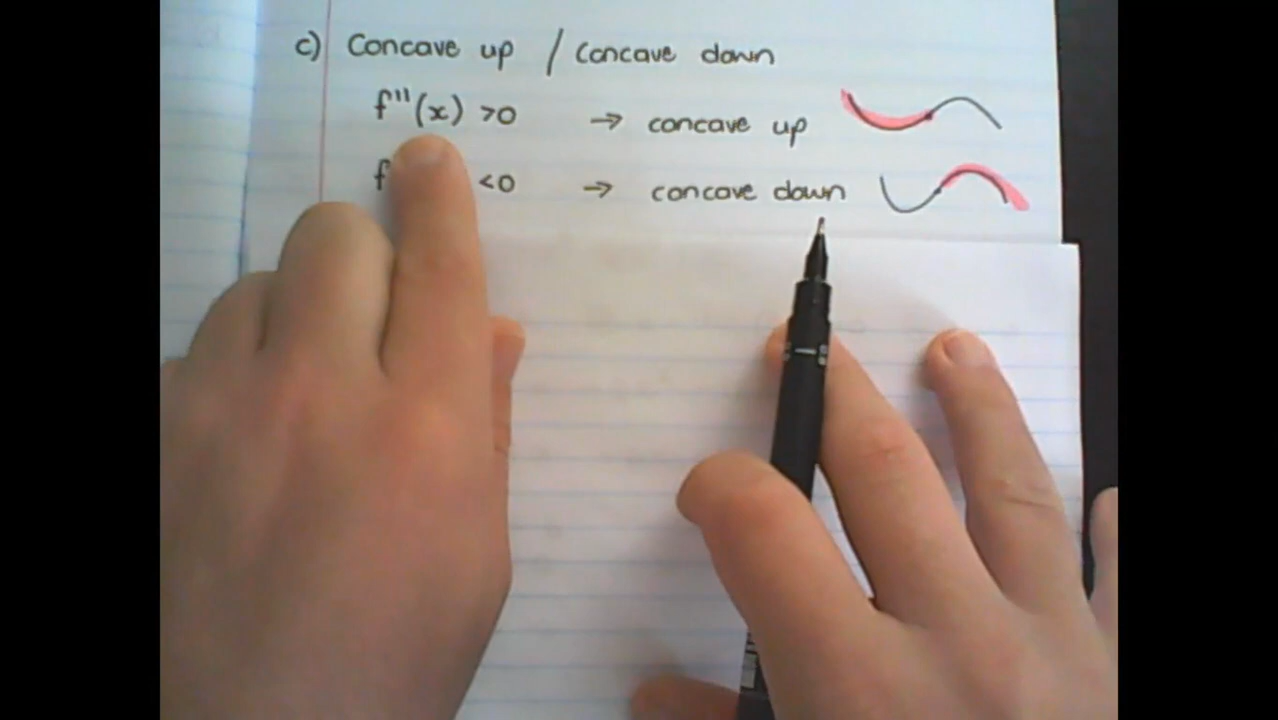 c) Concave up / concave down
f''(x) >0 → concave up
f <0 → concave down